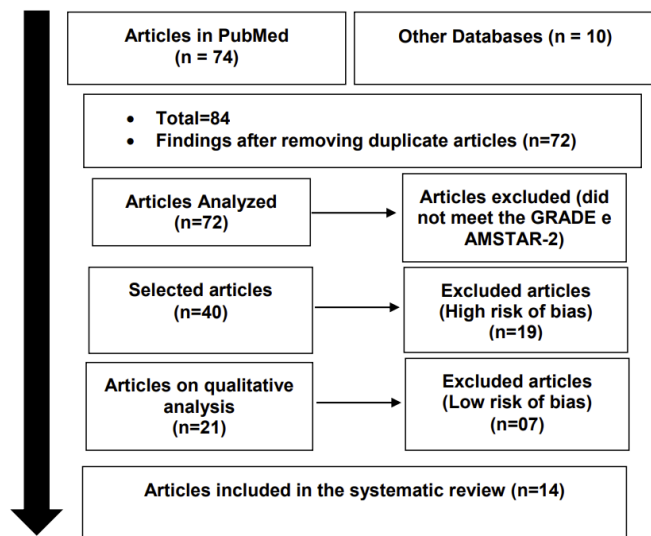 Articles in PubMed
(n = 74)
Other Databases (n = 10)
• Total=84
• Findings after removing duplicate articles (n=72)
Articles Analyzed
(n=72)
Articles excluded (did
not meet the GRADE e
AMSTAR-2)
Selected articles
(n=40)
Excluded articles
(High risk of bias)
(n=19)
Articles on qualitative
analysis
(n=21)
Excluded articles
(Low risk of bias)
(n=07)
Articles included in the systematic review (n=14)